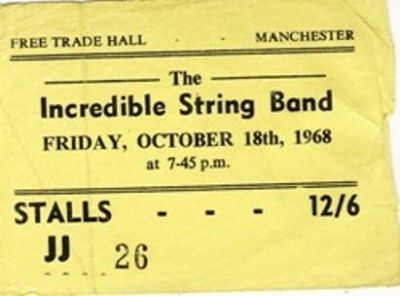 FREE TRADE HALL - - MANCHESTER
The
Incredible String Band
FRIDAY, OCTOBER 18th, 1968
at 7-45 p.m.
STALLS - - - 12/6
JJ 26